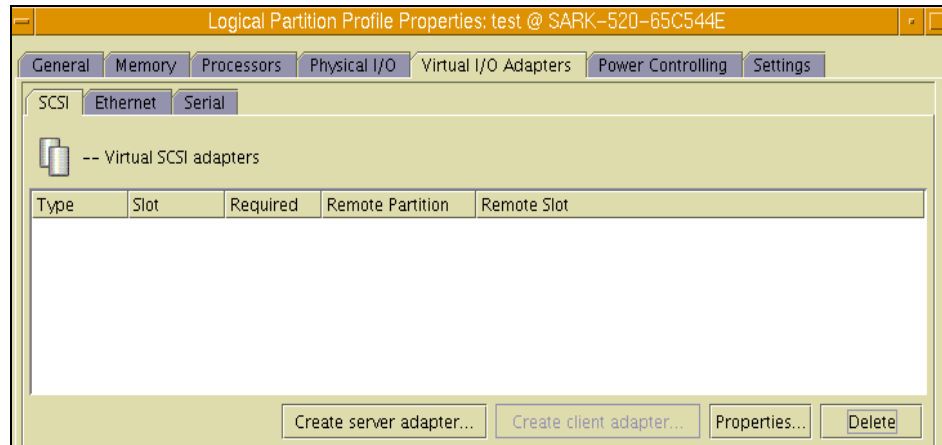 Logical Partition Profile Properties: test @ SARK-520-65C544E
General Memory Processors Physical I/O Virtual I/O Adapters Power Controlling Settings
SCSI Ethernet Serial
-- Virtual SCSI adapters
Type Slot Required Remote Partition Remote Slot
Create server adapter... Create client adapter... Properties... Delete